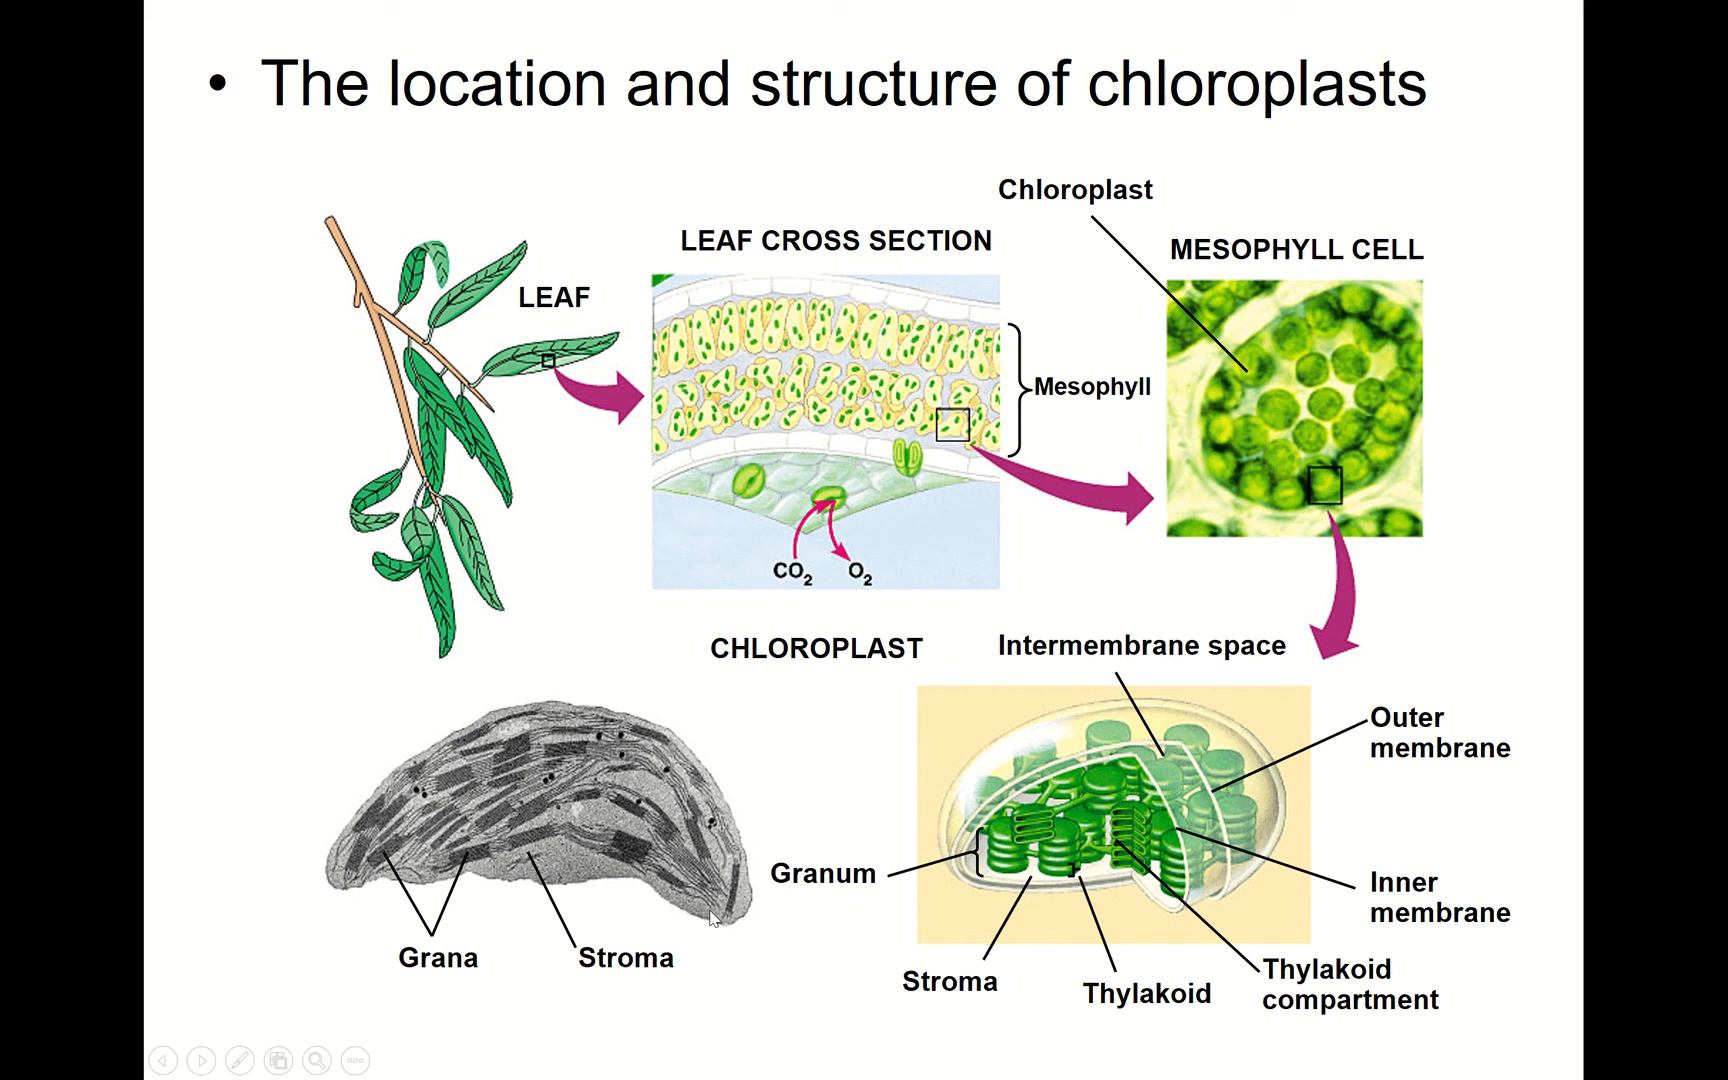 • The location and structure of chloroplasts
Chloroplast
LEAF CROSS SECTION
MESOPHYLL CELL
LEAF
Mesophyll
CO2
O2
CHLOROPLAST
Intermembrane space
Outer
membrane
Granum
Inner
membrane
Grana
Stroma
Stroma
Thylakoid
Thylakoid
compartment